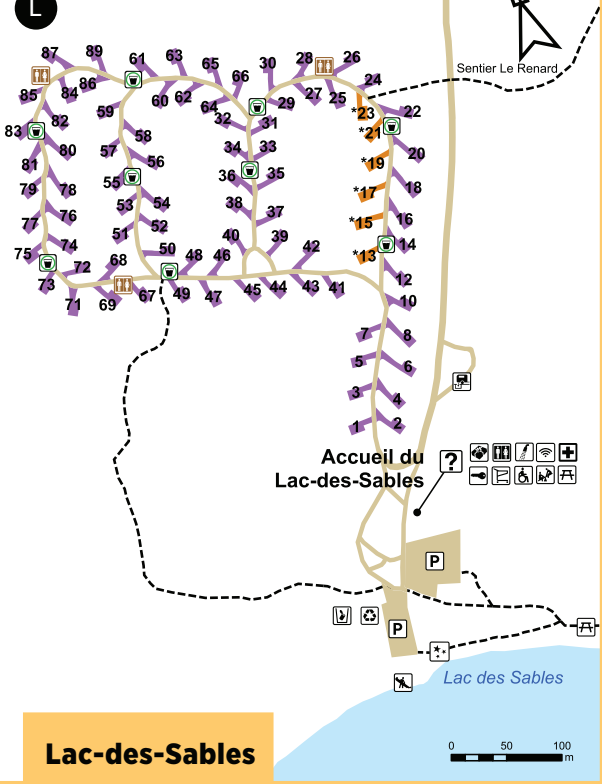 L
Sentier Le Renard
87 89 61 63 65 66 30 28 26 24
85 84 86 60 62 64 32 29 27 25 *23 22
83 82 59 58 31 *21
81 80 57 56 34 33 *19 20
79 78 55 36 35 *17 18
77 76 53 54 38 37 *15 16
75 74 51 52 40 39 42 *13 14
73 72 68 50 48 46 12
71 69 67 49 47 45 44 43 41 10
7 8
5 6
3 4
1 2
Accueil du
Lac-des-Sables
?
P
P
Lac des Sables
Lac-des-Sables
0 50 100
m